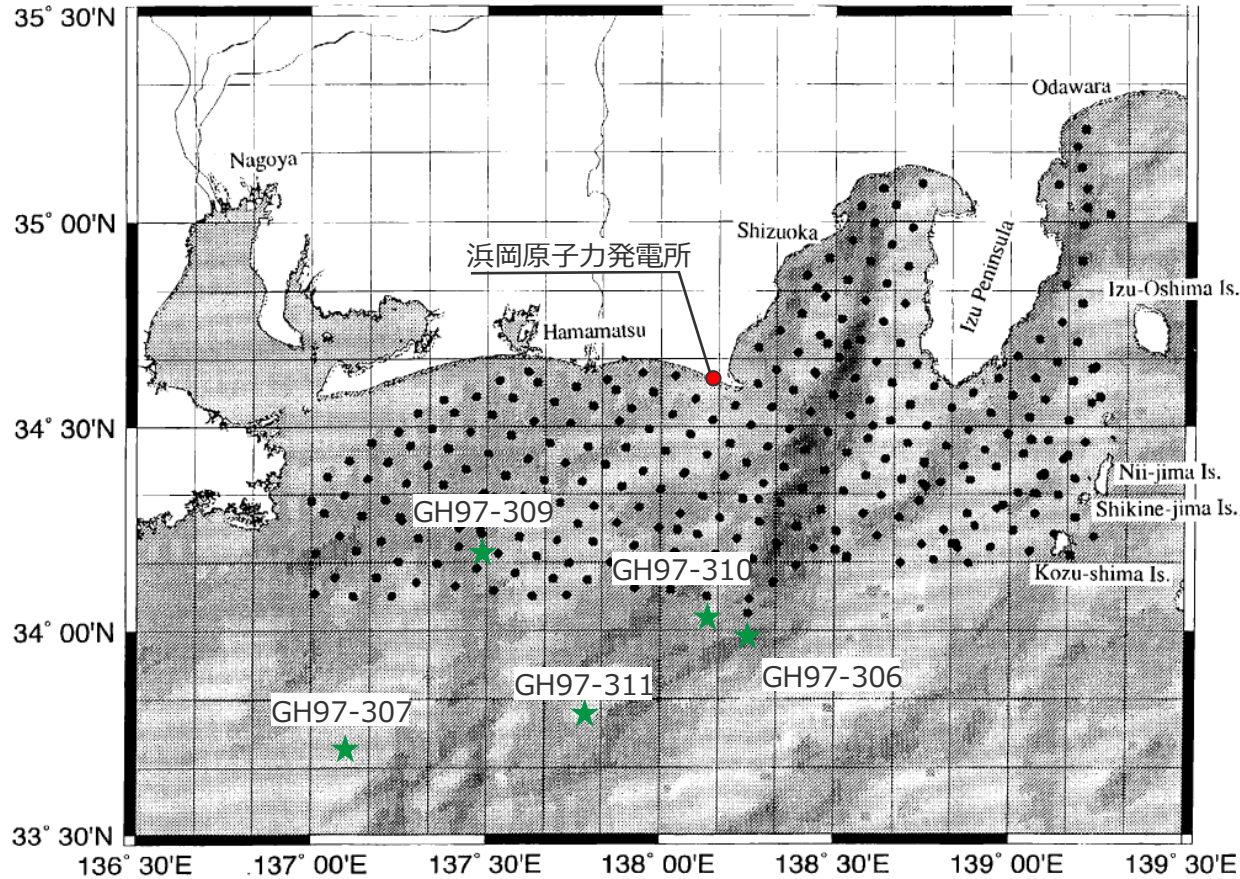 35° 30'N
Odawara
Nagoya
35° 00'N
Shizuoka
浜岡原子力発電所
Izu Peninsula
Izu-Oshima Is.
Hamamatsu
34° 30'N
Nii-jima Is.
GH97-309
Shikine-jima Is.
GH97-310
Kozu-shima Is.
34° 00'N
GH97-306
GH97-311
GH97-307
33° 30'N
136° 30'E
137° 00'E
137° 30'E
138° 00'E
138° 30'E
139° 00'E
139° 30'E